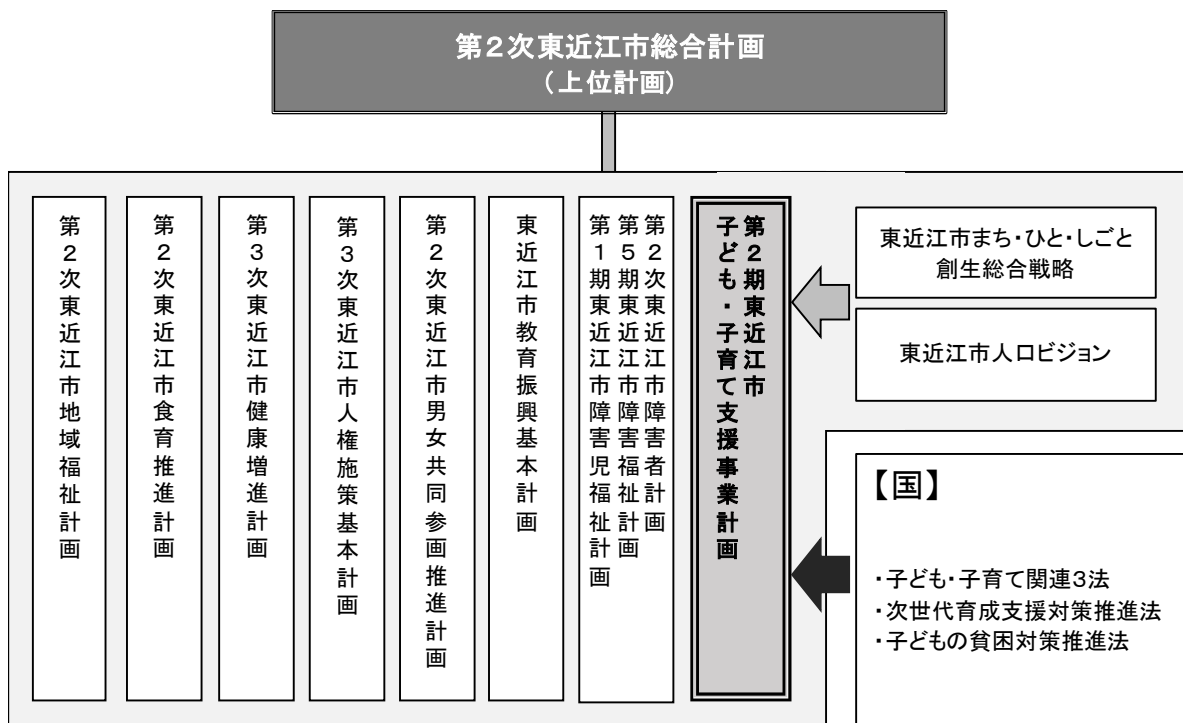 第２次東近江市総合計画
（上位計画）
第２次東近江市地域福祉計画
第２次東近江市食育推進計画
第３次東近江市健康増進計画
第３次東近江市人権施策基本計画
第２次東近江市男女共同参画推進計画
東近江市教育振興基本計画
第２次東近江市障害者計画
第５期東近江市障害福祉計画
第１期東近江市障害児福祉計画
第２期東近江市
子ども・子育て支援事業計画
東近江市まち・ひと・しごと
創生総合戦略
東近江市人口ビジョン
【国】
・子ども・子育て関連３法
・次世代育成支援対策推進法
・子どもの貧困対策推進法